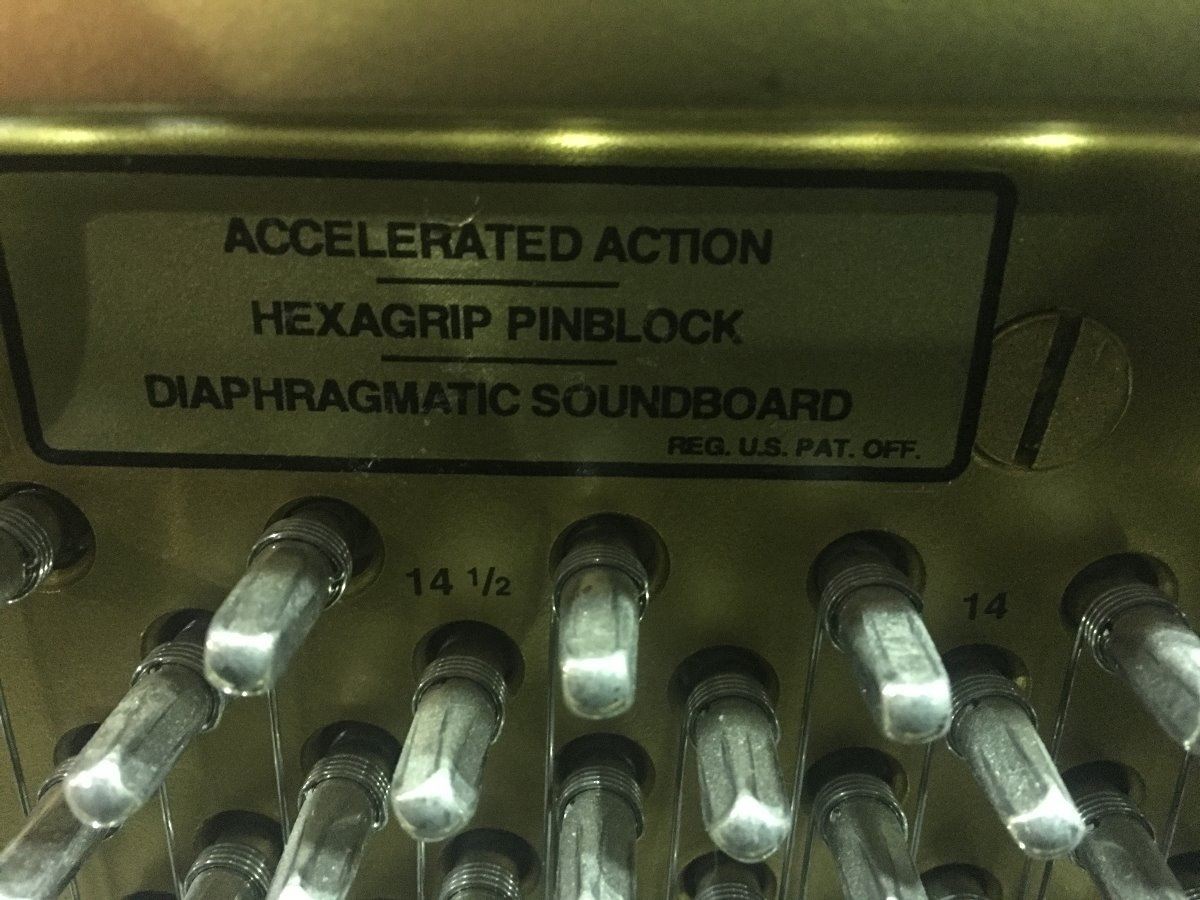 ACCELERATED ACTION
HEXAGRIP PINBLOCK
DIAPHRAGMATIC SOUNDBOARD
REG. U.S. PAT. OFF.
14 1/2
14